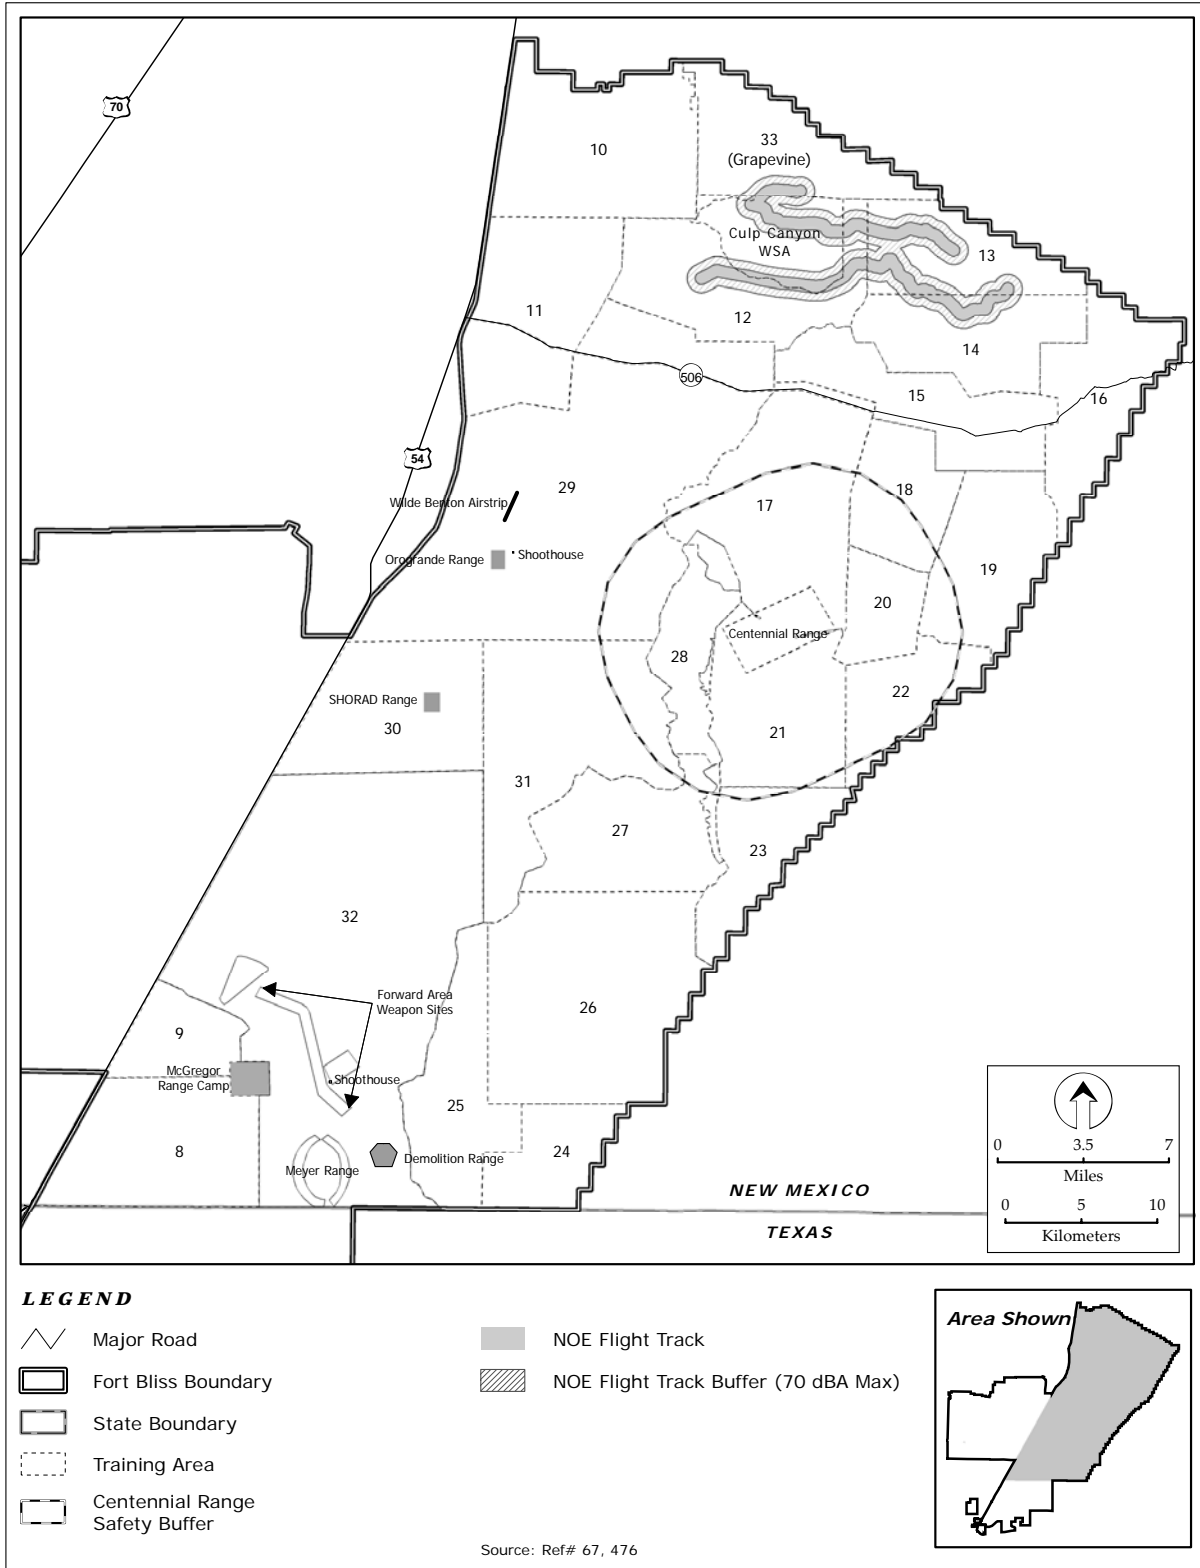 70
10
33
(Grapevine)
Culp Canyon
WSA
13
11
12
14
506
15
16
54
29
Wilde Benton Airstrip
17
18
Orogrande Range
Shoothouse
19
20
Centennial Range
28
SHORAD Range
30
22
21
31
27
23
32
Forward Area
Weapon Sites
26
9
McGregor
Range Camp
Shoothouse
25
8
Meyer Range
Demolition Range
24
NEW MEXICO
TEXAS
0 3.5 7
Miles
0 5 10
Kilometers
LEGEND
Major Road
Fort Bliss Boundary
State Boundary
Training Area
Centennial Range
Safety Buffer
NOE Flight Track
NOE Flight Track Buffer (70 dBA Max)
Area Shown
Source: Ref# 67, 476